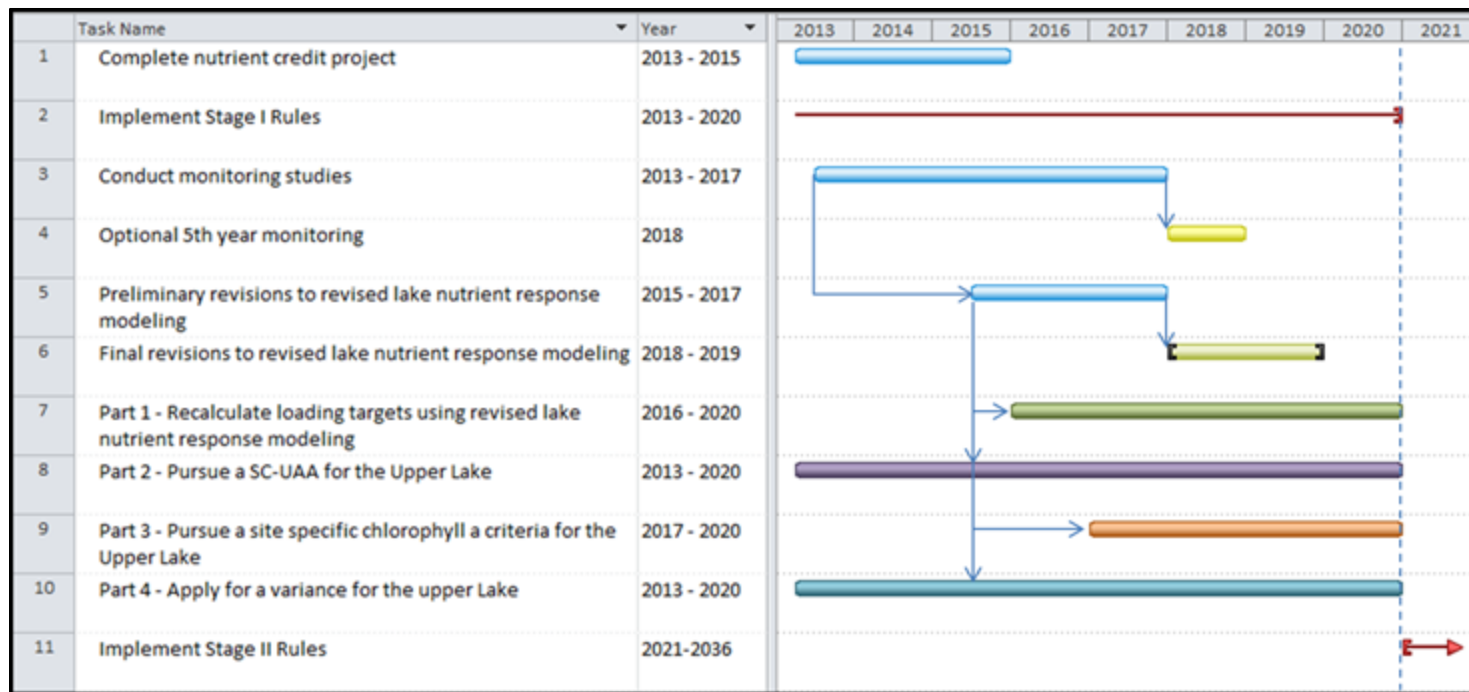 Task Name Year 2013 2014 2015 2016 2017 2018 2019 2020 2021
1 Complete nutrient credit project 2013 - 2015
2 Implement Stage I Rules 2013 - 2020
3 Conduct monitoring studies 2013 - 2017
4 Optional 5th year monitoring 2018
5 Preliminary revisions to revised lake nutrient response 2015 - 2017
modeling
6 Final revisions to revised lake nutrient response modeling 2018 - 2019
7 Part 1 - Recalculate loading targets using revised lake 2016 - 2020
nutrient response modeling
8 Part 2 - Pursue a SC-UAA for the Upper Lake 2013 - 2020
9 Part 3 - Pursue a site specific chlorophyll a criteria for the 2017 - 2020
Upper Lake
10 Part 4 - Apply for a variance for the upper Lake 2013 - 2020
11 Implement Stage II Rules 2021-2036